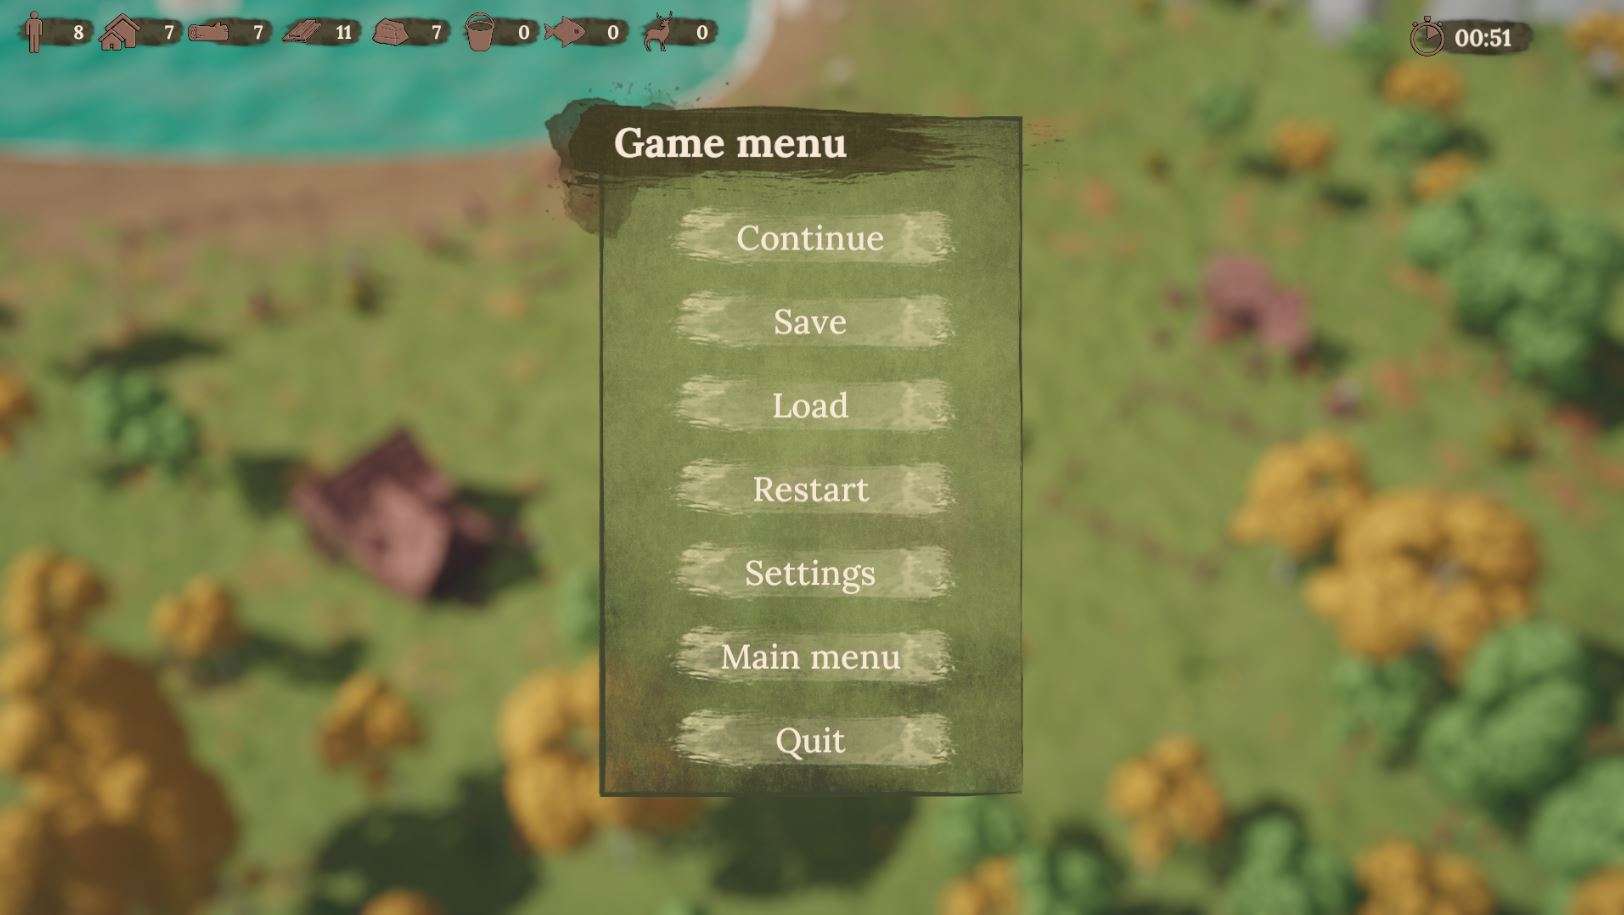 8 7 7 11 7 0 0 0 00:51
Game menu
Continue
Save
Load
Restart
Settings
Main menu
Quit